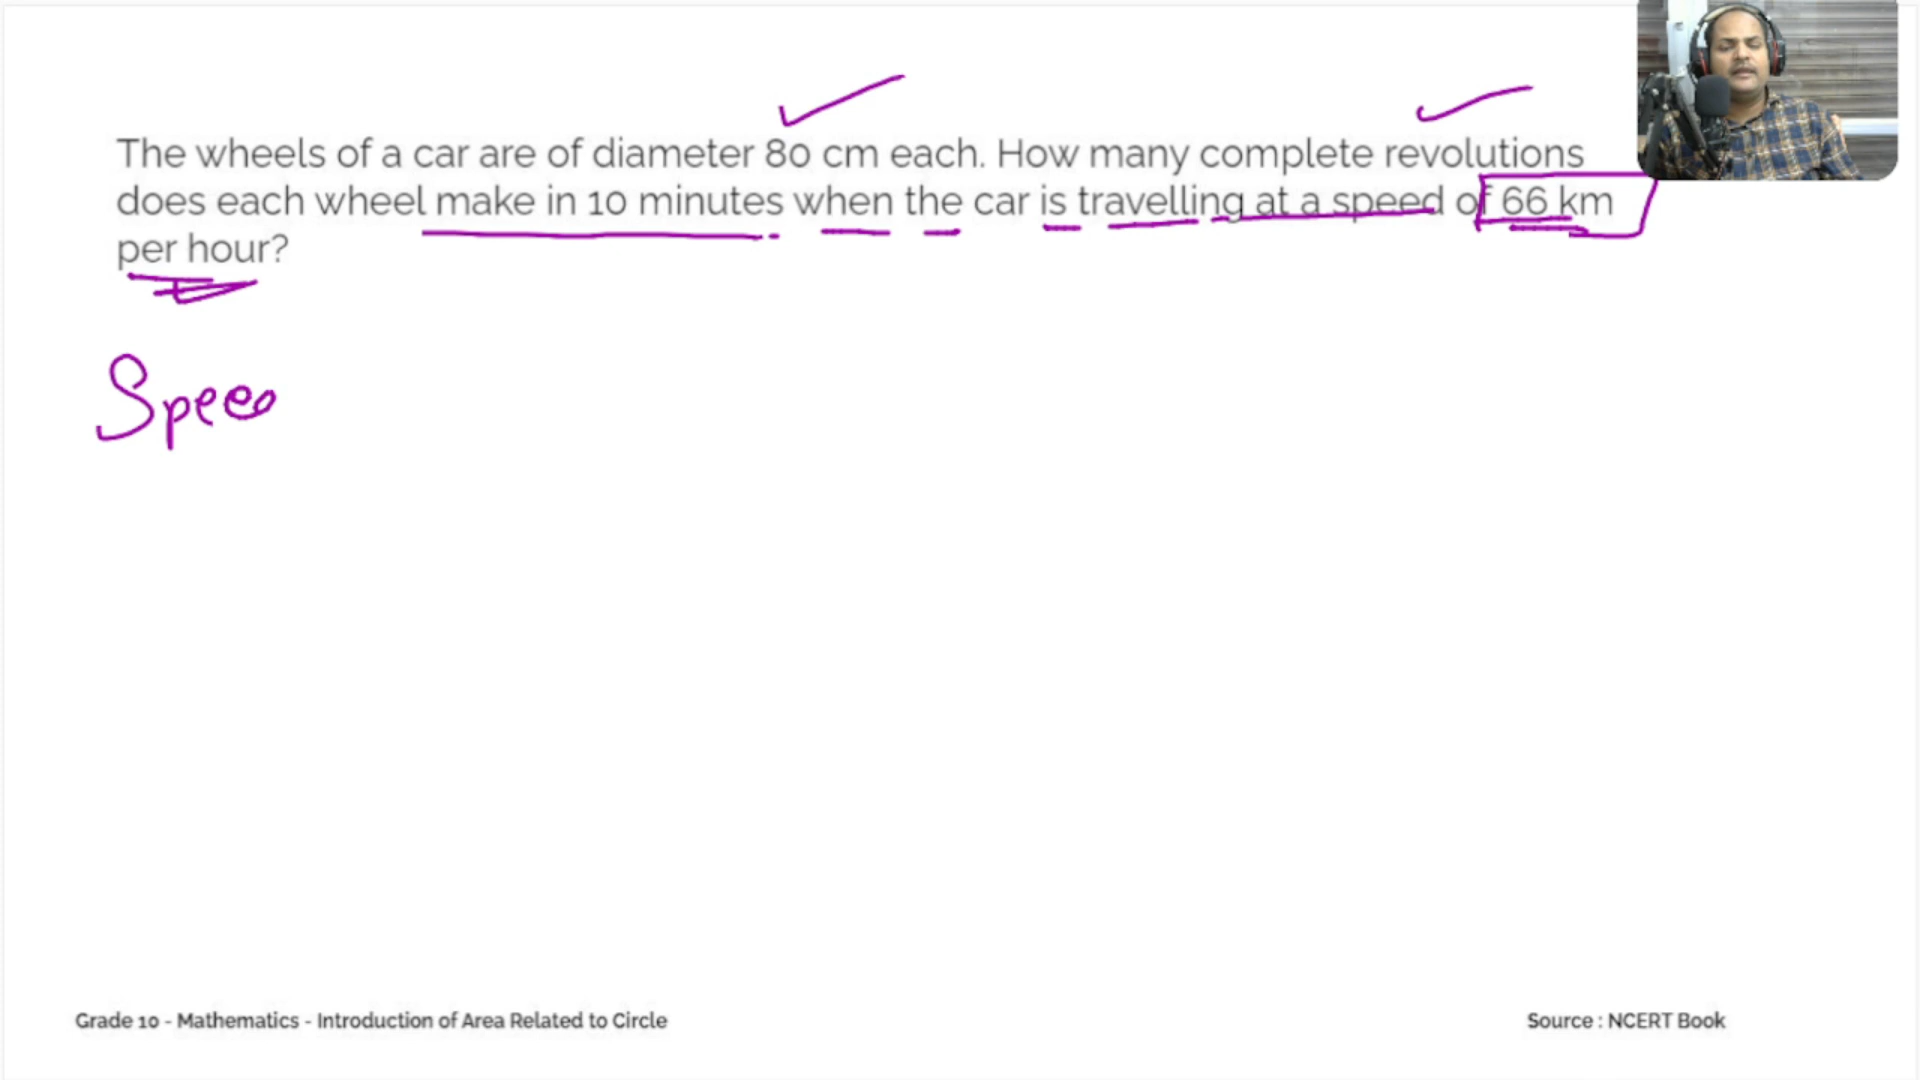 The wheels of a car are of diameter 80 cm each. How many complete revolutions
does each wheel make in 10 minutes when the car is travelling at a speed of 66 km
per hour?
Speed
Grade 10 - Mathematics - Introduction of Area Related to Circle
Source : NCERT Book